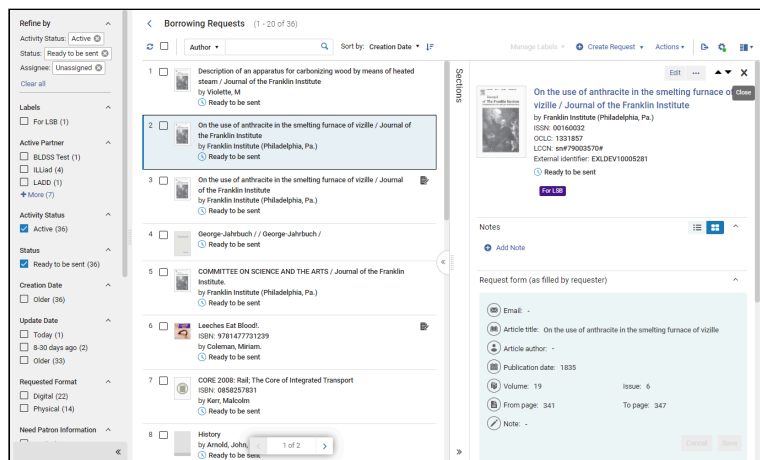 Refine by
Activity Status: Active
Status: Ready to be sent
Assignee: Unassigned
Clear all
Labels
For LSB (1)
Active Partner
BLDSS Test (1)
ILLiad (4)
LADD (1)
+ More (7)
Activity Status
Active (36)
Status
Ready to be sent (36)
Creation Date
Older (36)
Update Date
Today (1)
8-30 days ago (2)
Older (33)
Requested Format
Digital (22)
Physical (14)
Need Patron Information
Borrowing Requests (1 - 20 of 36)
Author
Sort by: Creation Date
Manage Labels
Create Request
Actions
1 Description of an apparatus for carbonizing wood by means of heated
steam / Journal of the Franklin Institute
by Violette, M
Ready to be sent
2 On the use of anthracite in the smelting furnace of vizille / Journal of
the Franklin Institute
by Franklin Institute (Philadelphia, Pa.)
Ready to be sent
3 On the use of anthracite in the smelting furnace of vizille / Journal
of the Franklin Institute
by Franklin Institute (Philadelphia, Pa.)
Ready to be sent
4 George-Jahrbuch / / George-Jahrbuch /
Ready to be sent
5 COMMITTEE ON SCIENCE AND THE ARTS / Journal of the Franklin
Institute.
by Franklin Institute (Philadelphia, Pa.)
Ready to be sent
6 Leeches Eat Blood!.
ISBN: 9781477731239
by Coleman, Miriam.
Ready to be sent
7 CORE 2008: Rail; The Core of Integrated Transport
ISBN: 0858257831
by Kerr, Malcolm
Ready to be sent
8 History
by Arnold, John,
Ready to be sent
1 of 2
Sections
Edit
Close
On the use of anthracite in the smelting furnace of
vizille / Journal of the Franklin Institute
by Franklin Institute (Philadelphia, Pa.)
ISSN: 00160032
OCLC: 1331857
LCCN: sn#79003570#
External identifier: EXLDEV10005281
Ready to be sent
For LSB
Notes
Add Note
Request form (as filled by requester)
Email: -
Article title: On the use of anthracite in the smelting furnace of vizille
Article author: -
Publication date: 1835
Volume: 19 Issue: 6
From page: 341 To page: 347
Note: -
Cancel Save